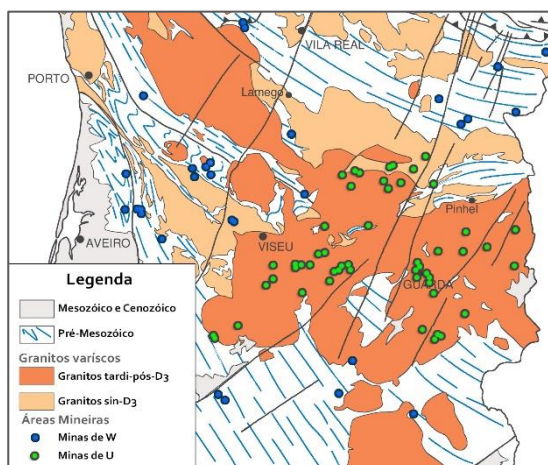 VILA REAL
PORTO
Lamego
Pinhel
AVEIRO
VISEU
GUARDA
Legenda
Mesozóico e Cenozóico
Pré-Mesozóico
Granitos varíscos
Granitos tardi-pós-D3
Granitos sin-D3
Áreas Mineiras
Minas de W
Minas de U